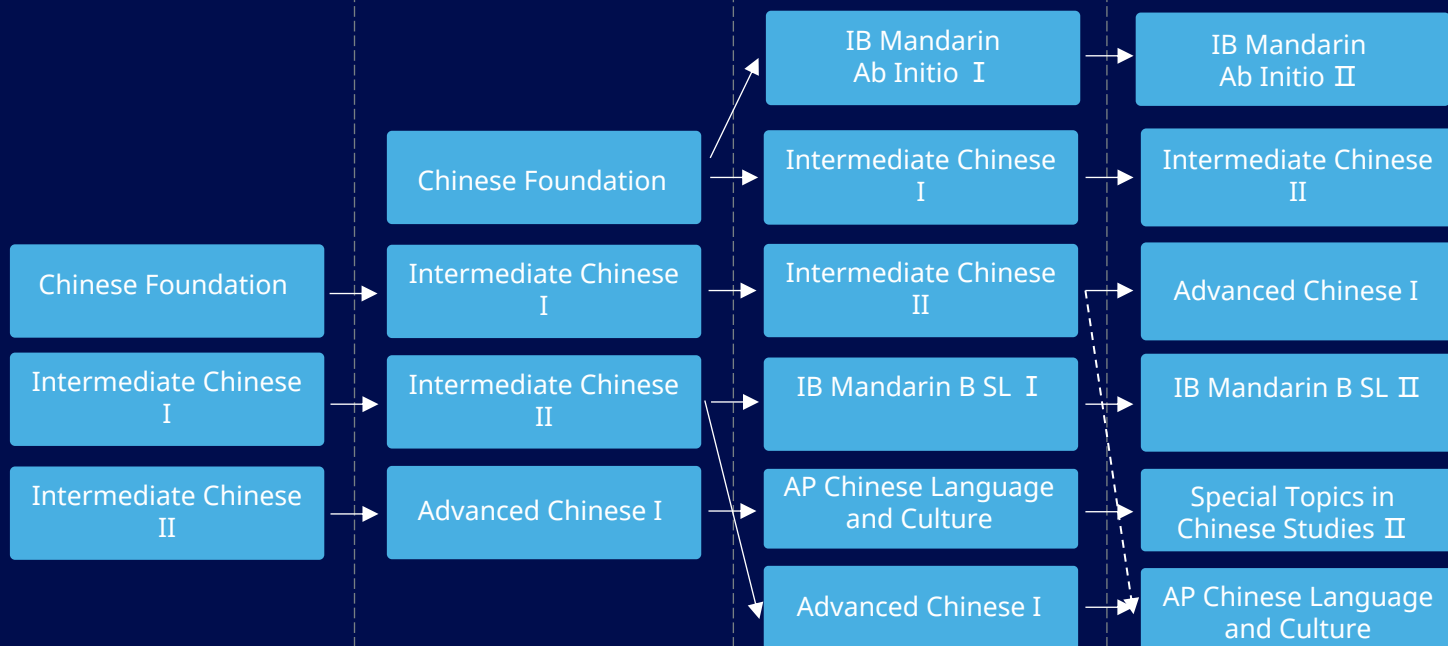 Chinese Foundation
Intermediate Chinese
I
Intermediate Chinese
II
Chinese Foundation
Intermediate Chinese
I
Intermediate Chinese
II
Advanced Chinese I
IB Mandarin
Ab Initio Ⅰ
Intermediate Chinese
I
Intermediate Chinese
II
IB Mandarin B SL Ⅰ
AP Chinese Language
and Culture
Advanced Chinese I
IB Mandarin
Ab Initio Ⅱ
Intermediate Chinese
II
Advanced Chinese I
IB Mandarin B SL Ⅱ
Special Topics in
Chinese Studies Ⅱ
AP Chinese Language
and Culture